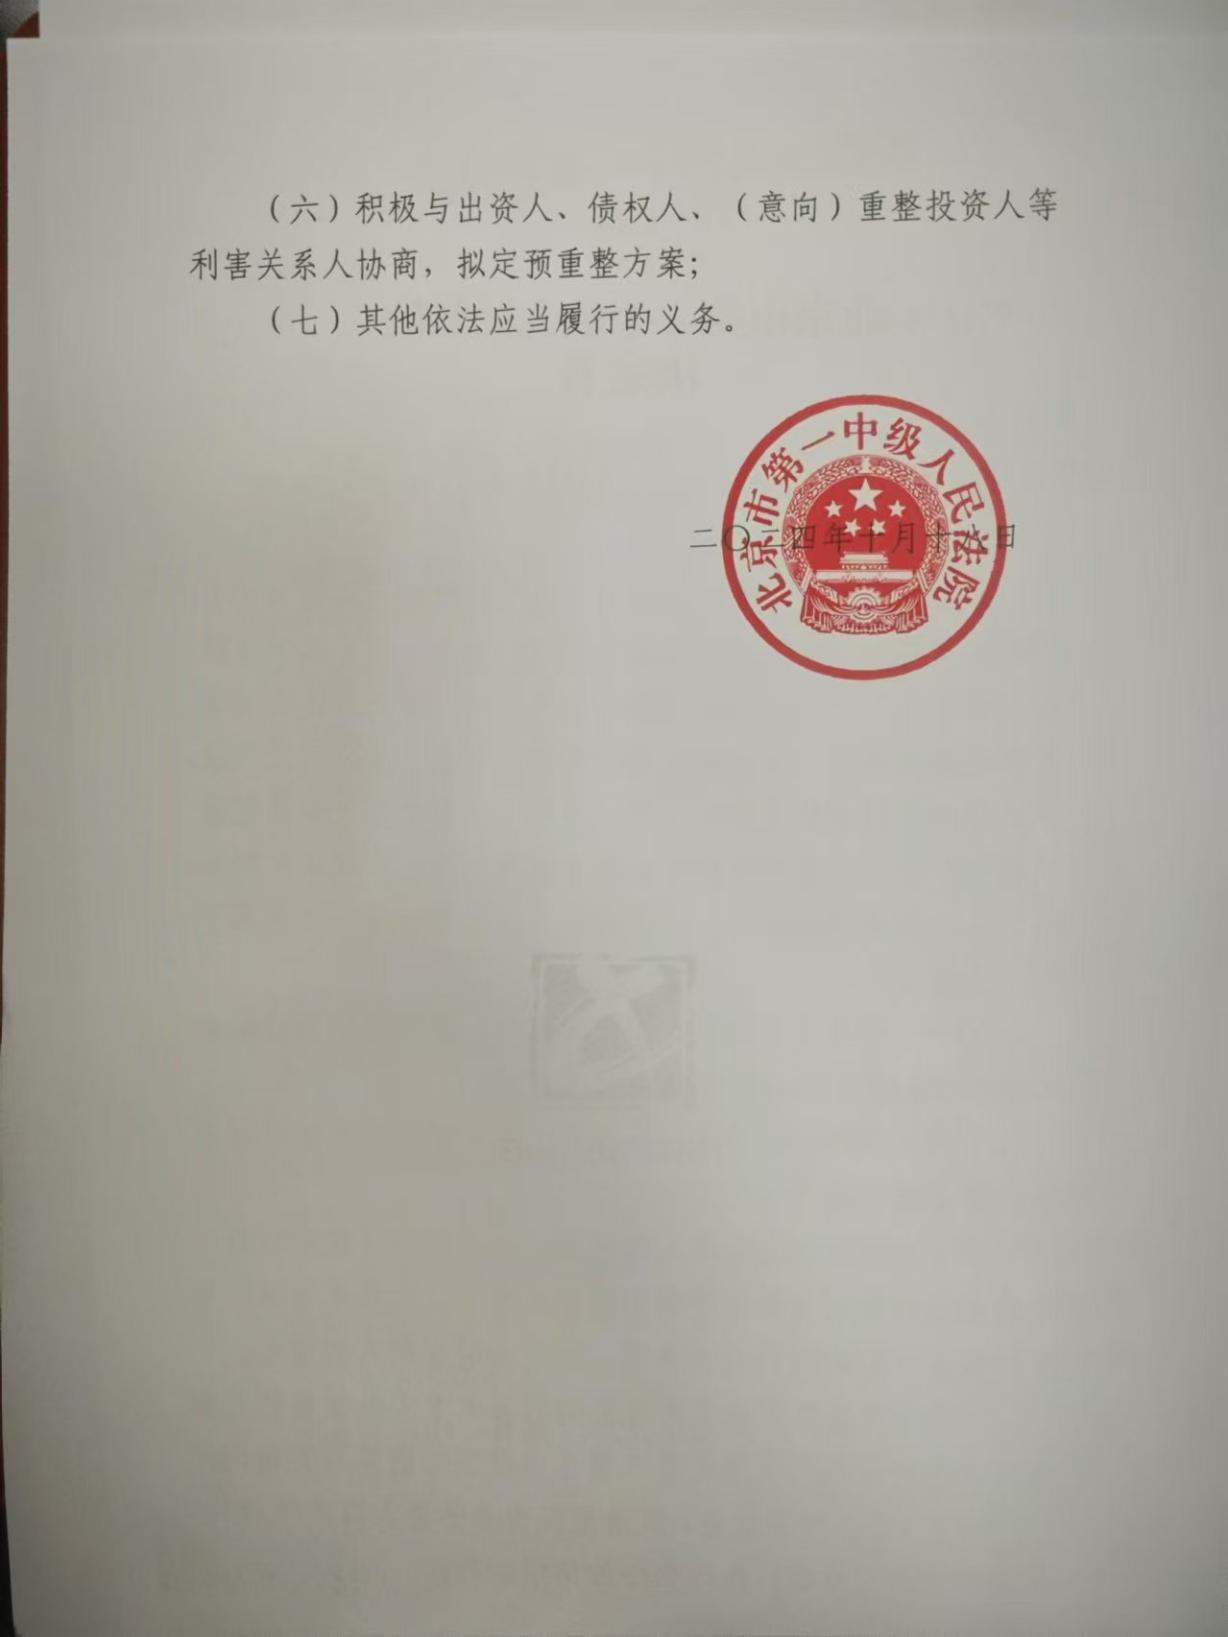 （六）积极与出资人、债权人、（意向）重整投资人等
利害关系人协商，拟定预重整方案；
（七）其他依法应当履行的义务。
北京市第一中级人民法院
二〇二四年十月十日